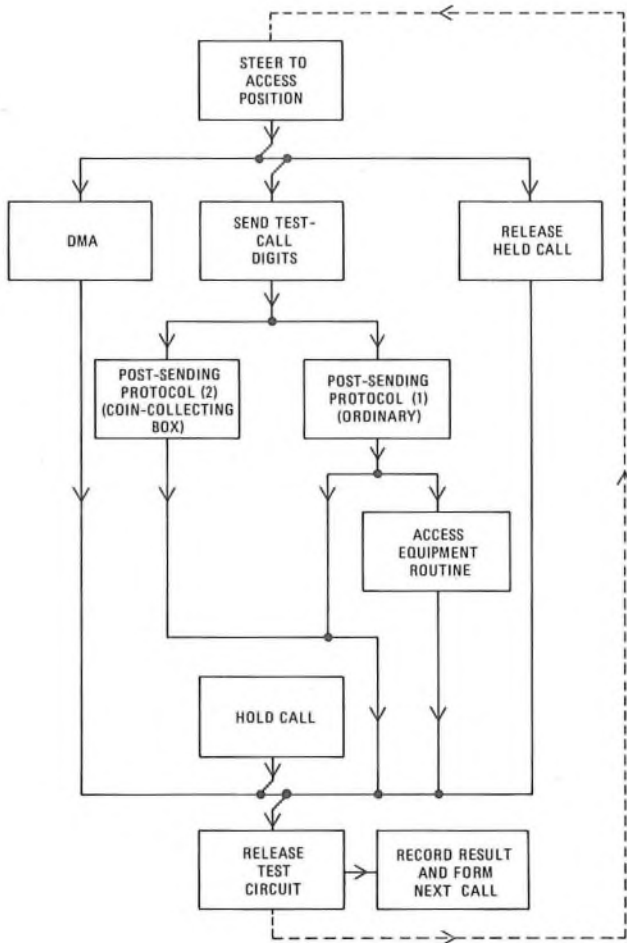 STEER TO
ACCESS
POSITION
DMA
SEND TEST-
CALL
DIGITS
RELEASE
HELD CALL
POST-SENDING
PROTOCOL (2)
(COIN-COLLECTING
BOX)
POST-SENDING
PROTOCOL (1)
(ORDINARY)
ACCESS
EQUIPMENT
ROUTINE
HOLD CALL
RELEASE
TEST
CIRCUIT
RECORD RESULT
AND FORM
NEXT CALL